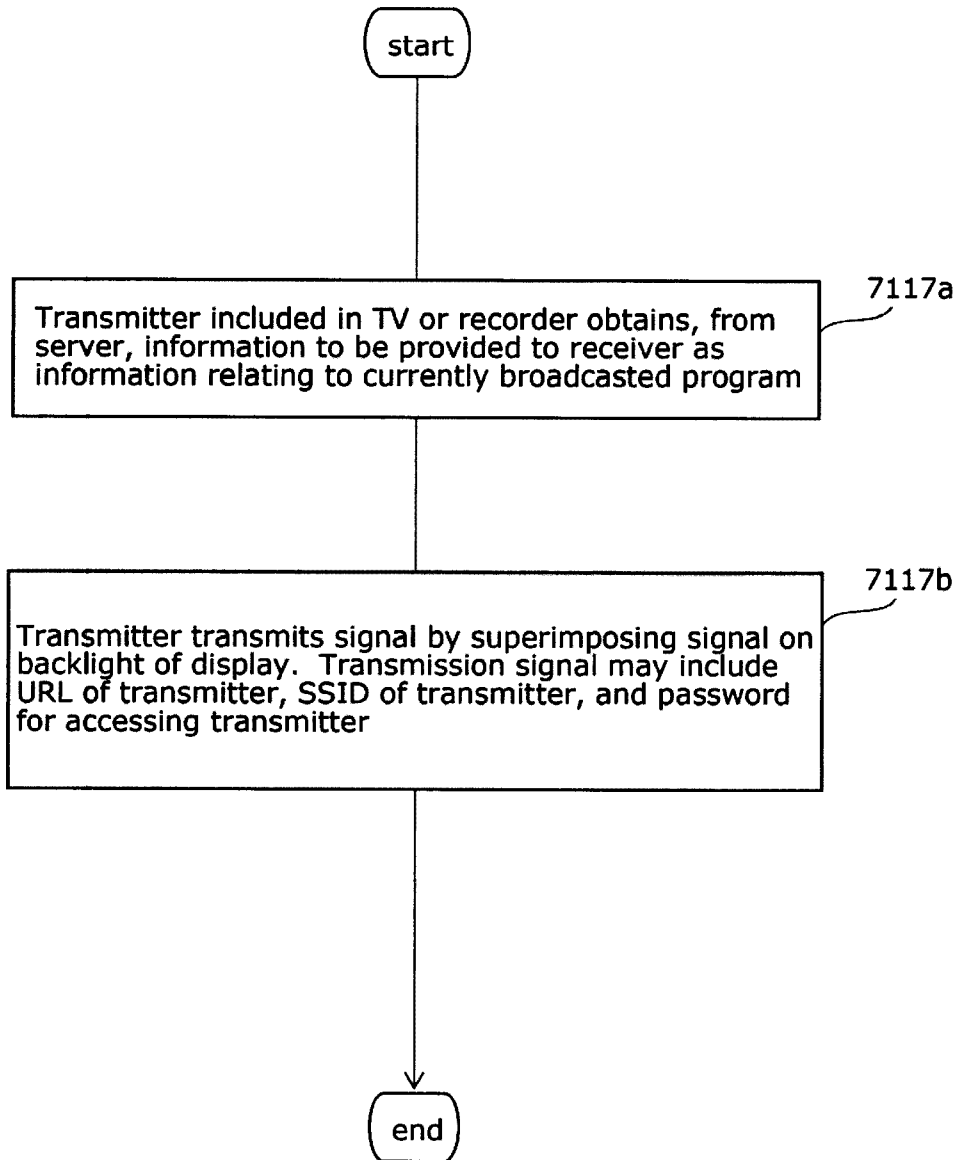 start
7117a
Transmitter included in TV or recorder obtains, from
server, information to be provided to receiver as
information relating to currently broadcasted program
7117b
Transmitter transmits signal by superimposing signal on
backlight of display. Transmission signal may include
URL of transmitter, SSID of transmitter, and password
for accessing transmitter
end